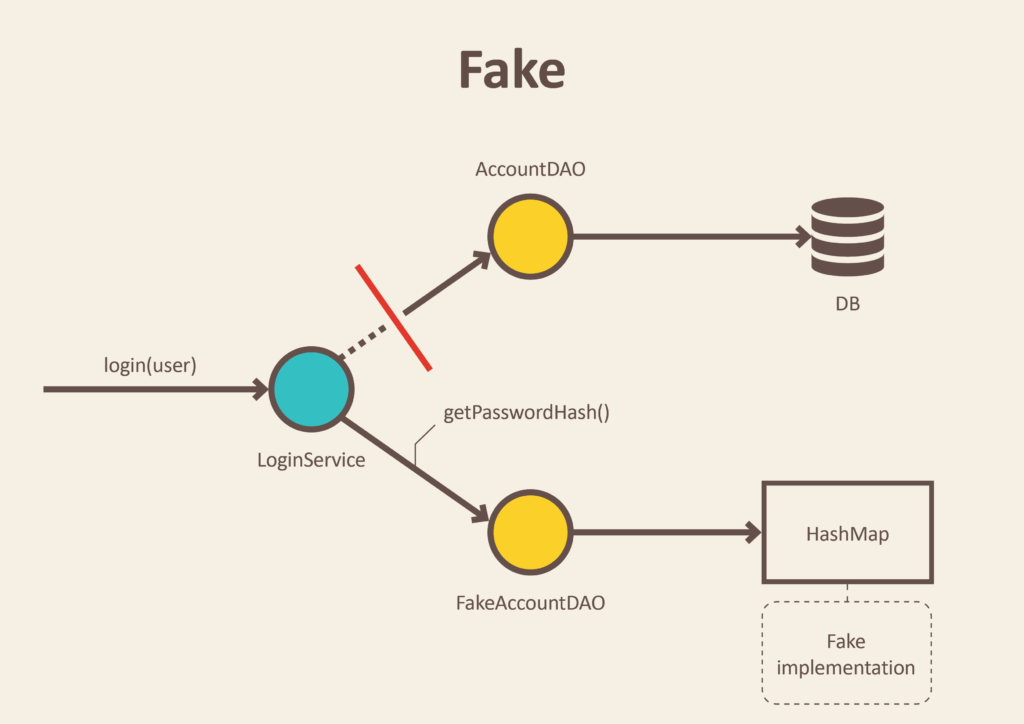 Fake
AccountDAO
DB
login(user)
getPasswordHash()
LoginService
HashMap
FakeAccountDAO
Fake
implementation